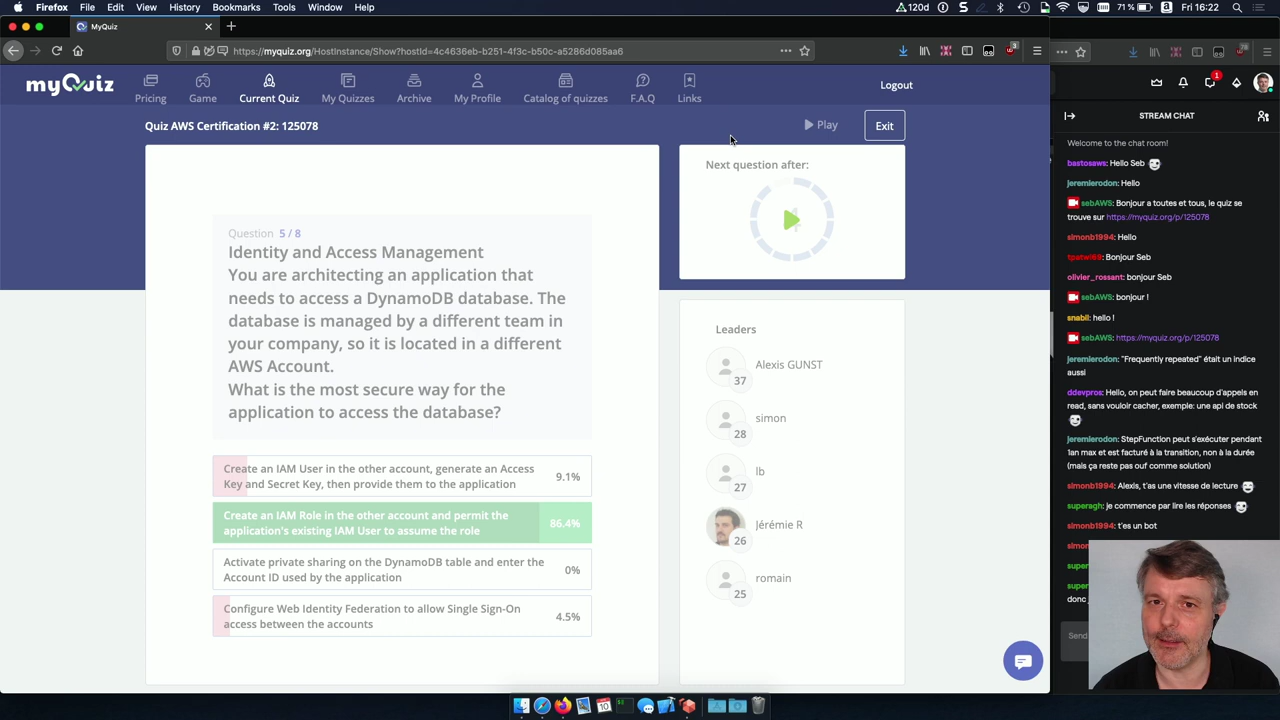 Firefox File Edit View History Bookmarks Tools Window Help
120d
71 %
Fri 16:22
MyQuiz
https://myquiz.org/HostInstance/Show?hostId=4c4636eb-b251-4f3c-b50c-a5286d085aa6
3
myQuiz
Pricing
Game
Current Quiz
My Quizzes
Archive
My Profile
Catalog of quizzes
F.A.Q
Links
Logout
Quiz AWS Certification #2: 125078
Play
Exit
Question 5 / 8
Identity and Access Management
You are architecting an application that
needs to access a DynamoDB database. The
database is managed by a different team in
your company, so it is located in a different
AWS Account.
What is the most secure way for the
application to access the database?
Create an IAM User in the other account, generate an Access
Key and Secret Key, then provide them to the application
9.1%
Create an IAM Role in the other account and permit the
application's existing IAM User to assume the role
86.4%
Activate private sharing on the DynamoDB table and enter the
Account ID used by the application
0%
Configure Web Identity Federation to allow Single Sign-On
access between the accounts
4.5%
Next question after:
Leaders
Alexis GUNST
37
simon
28
lb
27
Jérémie R
26
romain
25
1
STREAM CHAT
Welcome to the chat room!
bastosaws: Hello Seb
jeremierodon: Hello
sebAWS: Bonjour a toutes et tous, le quiz se
trouve sur https://myquiz.org/p/125078
simonb1994: Hello
tpatwi69: Bonjour Seb
olivier_rossant: bonjour Seb
sebAWS: bonjour !
snabil: hello !
sebAWS: https://myquiz.org/p/125078
jeremierodon: "Frequently repeated" était un indice
aussi
ddevpros: Hello, on peut faire beaucoup d'appels en
read, sans vouloir cacher, exemple: une api de stock
jeremierodon: StepFunction peut s'exécuter pendant
1an max et est facturé à la transition, non à la durée
(mais ça reste pas ouf comme solution)
simonb1994: Alexis, t'as une vitesse de lecture
superagh: je commence par lire les réponses
simonb1994: t'es un bot
simon
super
super
donc
Send